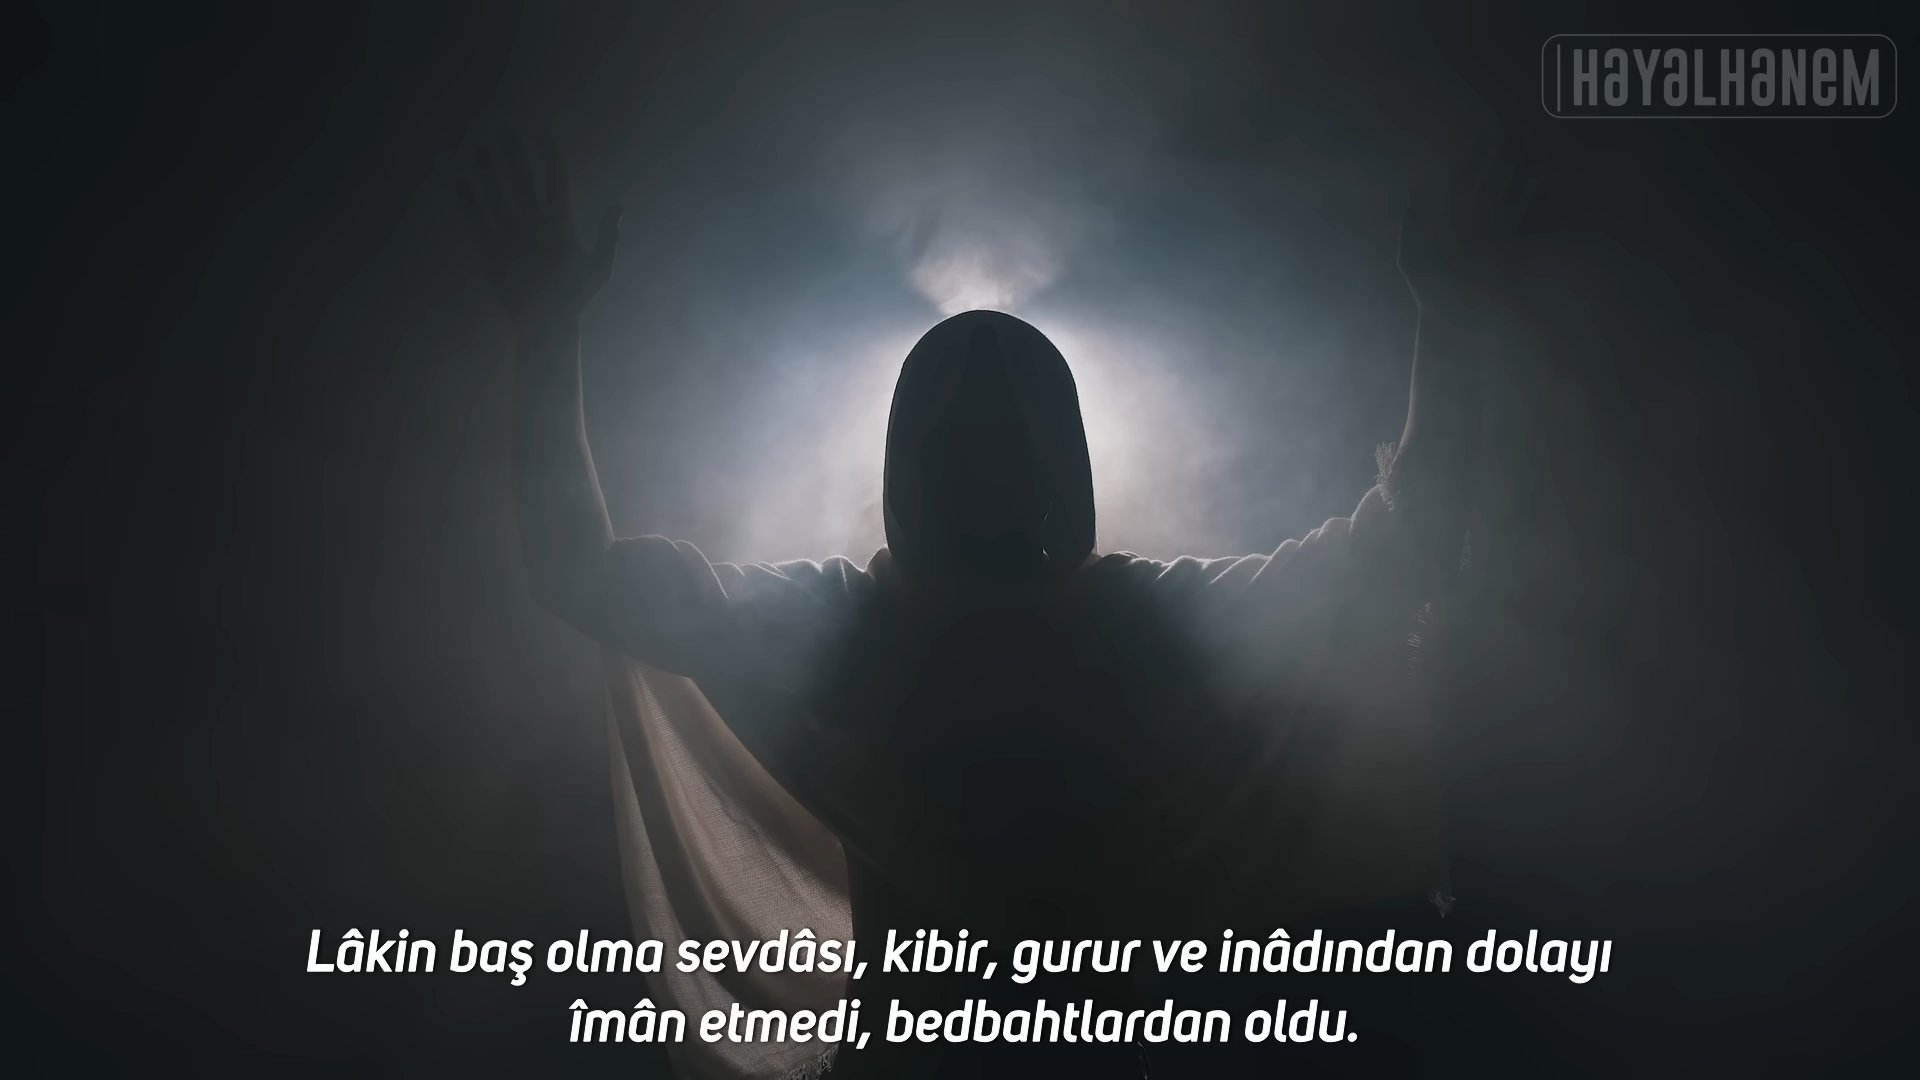 HAYALHANEM
Lâkin baş olma sevdâsı, kibir, gurur ve inâdından dolayı
îmân etmedi, bedbahtlardan oldu.